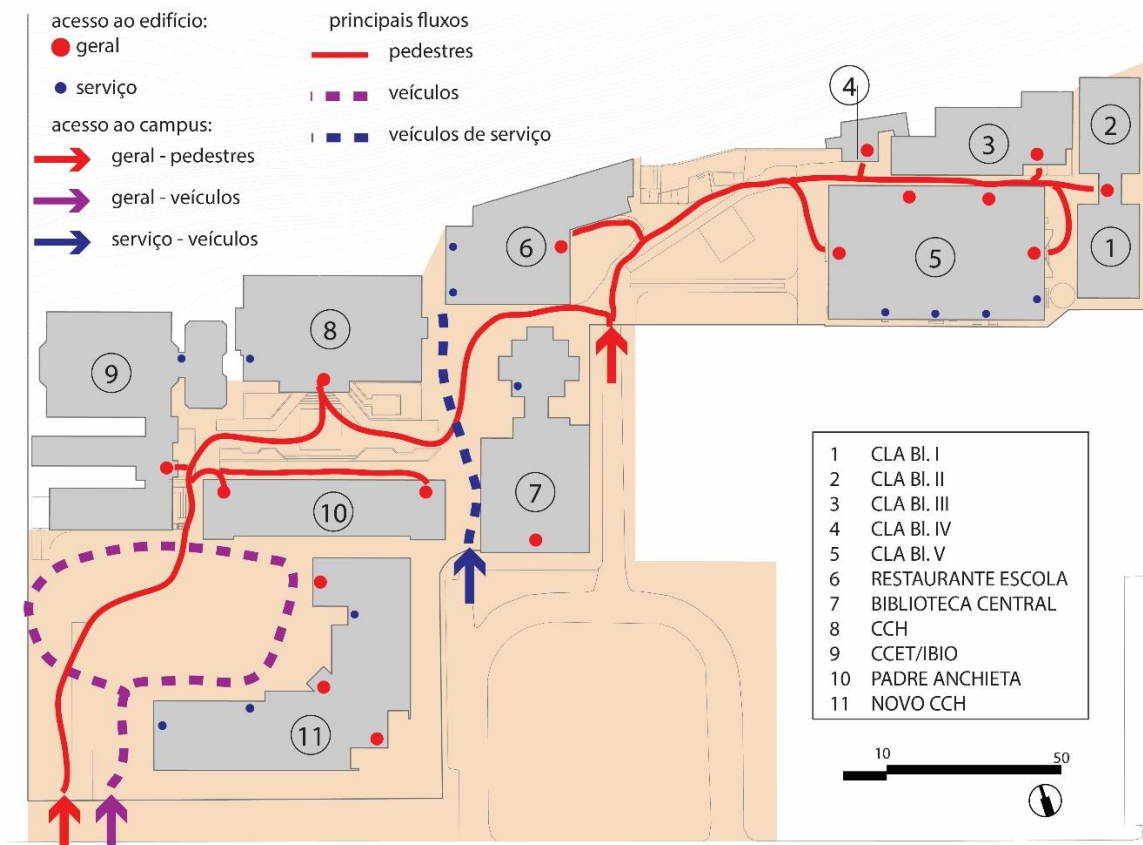 acesso ao edifício:
geral
serviço
acesso ao campus:
geral - pedestres
geral - veículos
serviço - veículos
principais fluxos
pedestres
veículos
veículos de serviço
4
3
2
1
5
6
8
9
7
10
11
1 CLA Bl. I
2 CLA Bl. II
3 CLA Bl. III
4 CLA Bl. IV
5 CLA Bl. V
6 RESTAURANTE ESCOLA
7 BIBLIOTECA CENTRAL
8 CCH
9 CCET/IBIO
10 PADRE ANCHIETA
11 NOVO CCH
10 50